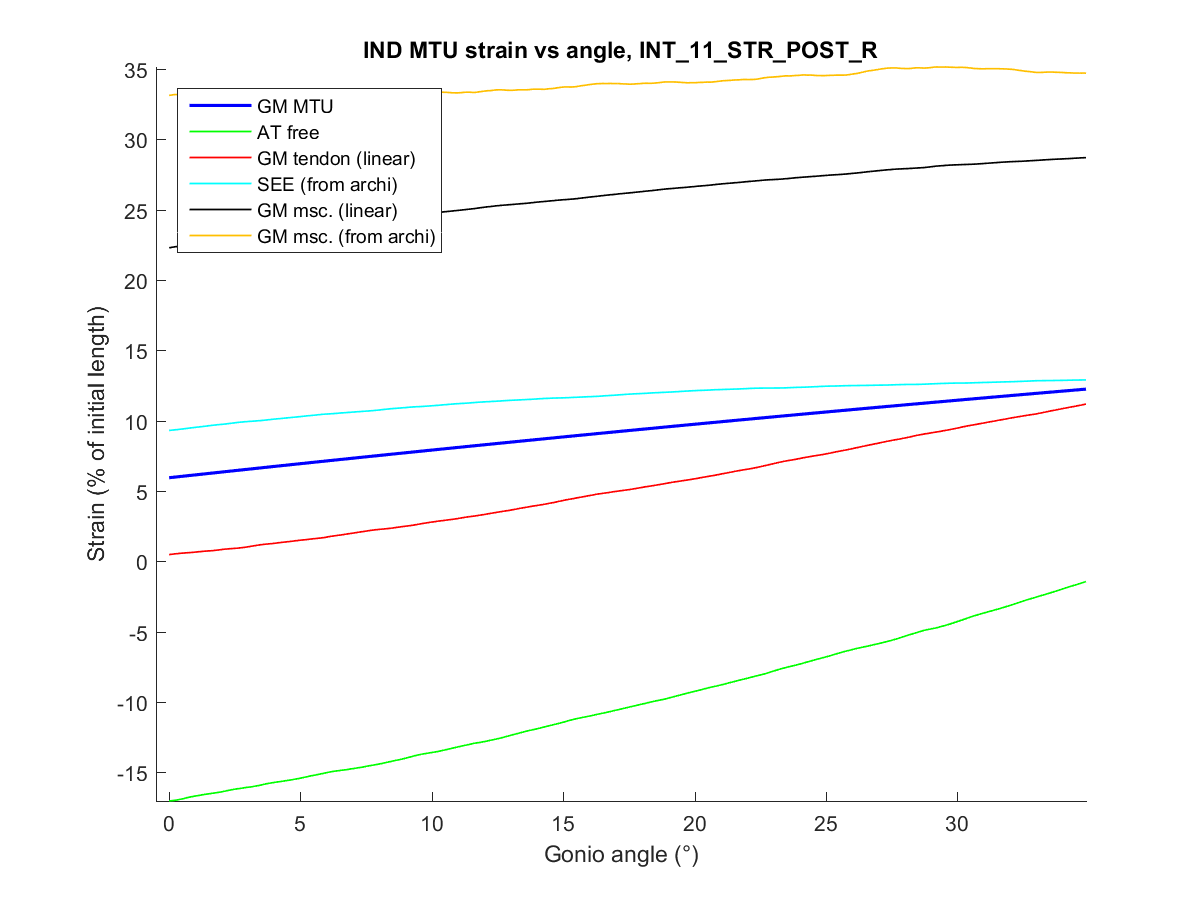 IND MTU strain vs angle, INT_11_STR_POST_R
35
30
25
20
15
10
5
0
-5
-10
-15
Strain (% of initial length)
GM MTU
AT free
GM tendon (linear)
SEE (from archi)
GM msc. (linear)
GM msc. (from archi)
0 5 10 15 20 25 30
Gonio angle (°)